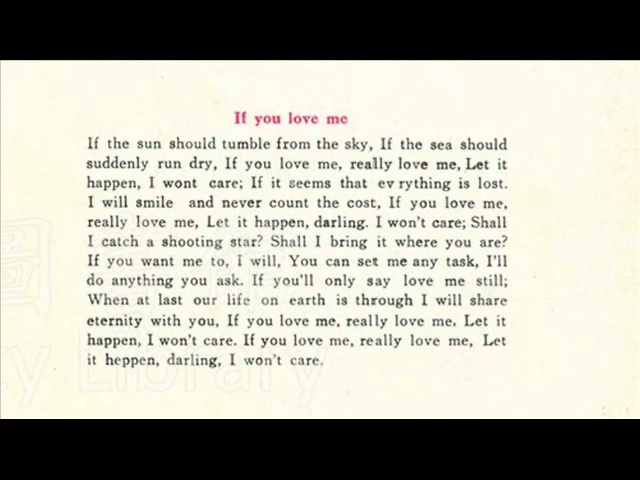 If you love me
If the sun should tumble from the sky, If the sea should
suddenly run dry, If you love me, really love me, Let it
happen, I wont care; If it seems that ev rything is lost.
I will smile and never count the cost, If you love me,
really love me, Let it happen, darling. I won't care; Shall
I catch a shooting star? Shall I bring it where you are?
If you want me to, I will, You can set me any task, I'll
do anything you ask. If you'll only say love me still;
When at last our life on earth is through I will share
eternity with you, If you love me, really love me, Let it
happen, I won't care. If you love me, really love me, Let
it heppen, darling, I won't care.
圖
ty Library